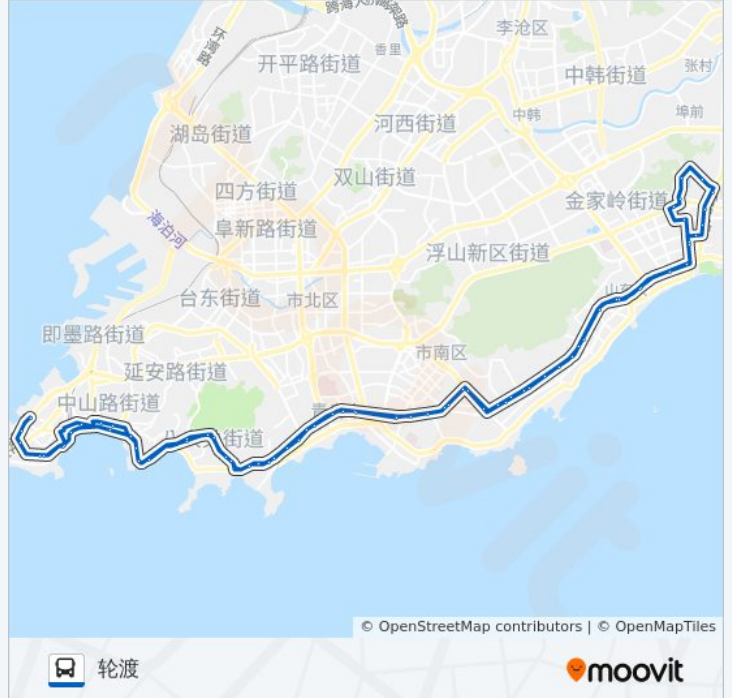 跨海大
高架路
李沧区
环湾路
香里
开平路街道
张村
中韩街道
埠前
中韩
河西街道
湖岛街道
双山街道
四方街道
金家岭街道
阜新路街道
海泊河
浮山新区街道
台东街道
市北区
山东
即墨路街道
市南区
延安路街道
中山路街道
街道
© OpenStreetMap contributors | © OpenMapTiles
轮渡
moovit